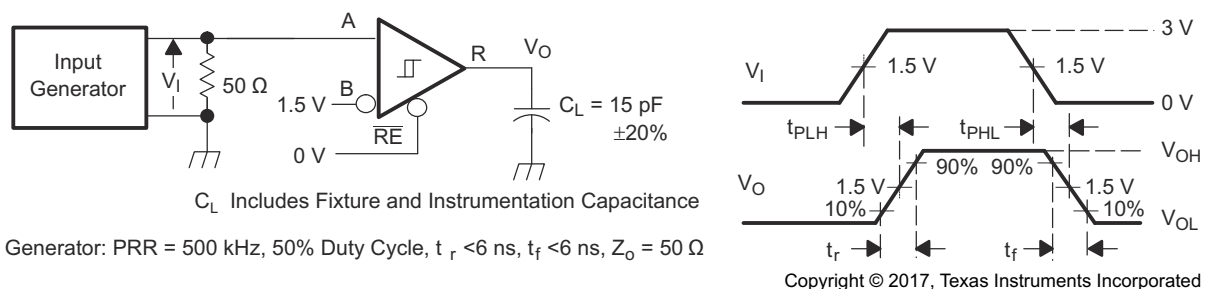 Input
Generator
V_I
50 Ω
A
B
1.5 V
R
V_O
R̅E̅
0 V
C_L = 15 pF
±20%
C_L Includes Fixture and Instrumentation Capacitance
Generator: PRR = 500 kHz, 50% Duty Cycle, t_r <6 ns, t_f <6 ns, Z_o = 50 Ω
3 V
V_I
1.5 V
1.5 V
0 V
t_PLH
t_PHL
V_OH
90%
90%
V_O
1.5 V
1.5 V
10%
10%
V_OL
t_r
t_f
Copyright © 2017, Texas Instruments Incorporated